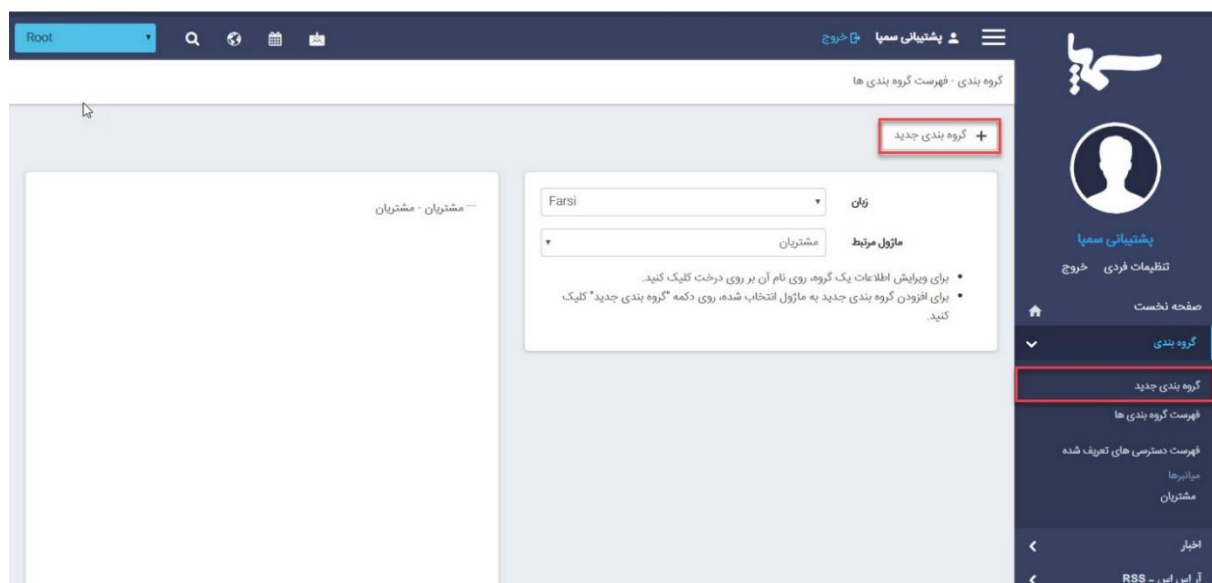 سمپا
پشتیبانی سمپا
خروج
Root
گروه بندی - فهرست گروه بندی ها
+ گروه بندی جدید
زبان
Farsi
ماژول مرتبط
مشتریان
• برای ویرایش اطلاعات یک گروه، روی نام آن بر روی درخت کلیک کنید.
• برای افزودن گروه بندی جدید به ماژول انتخاب شده، روی دکمه "گروه بندی جدید" کلیک
کنید.
مشتریان - مشتریان
پشتیبانی سمپا
تنظیمات فردی خروج
صفحه نخست
گروه بندی
گروه بندی جدید
فهرست گروه بندی ها
فهرست دسترسی های تعریف شده
میانبرها
مشتریان
اخبار
آر اس اس - RSS